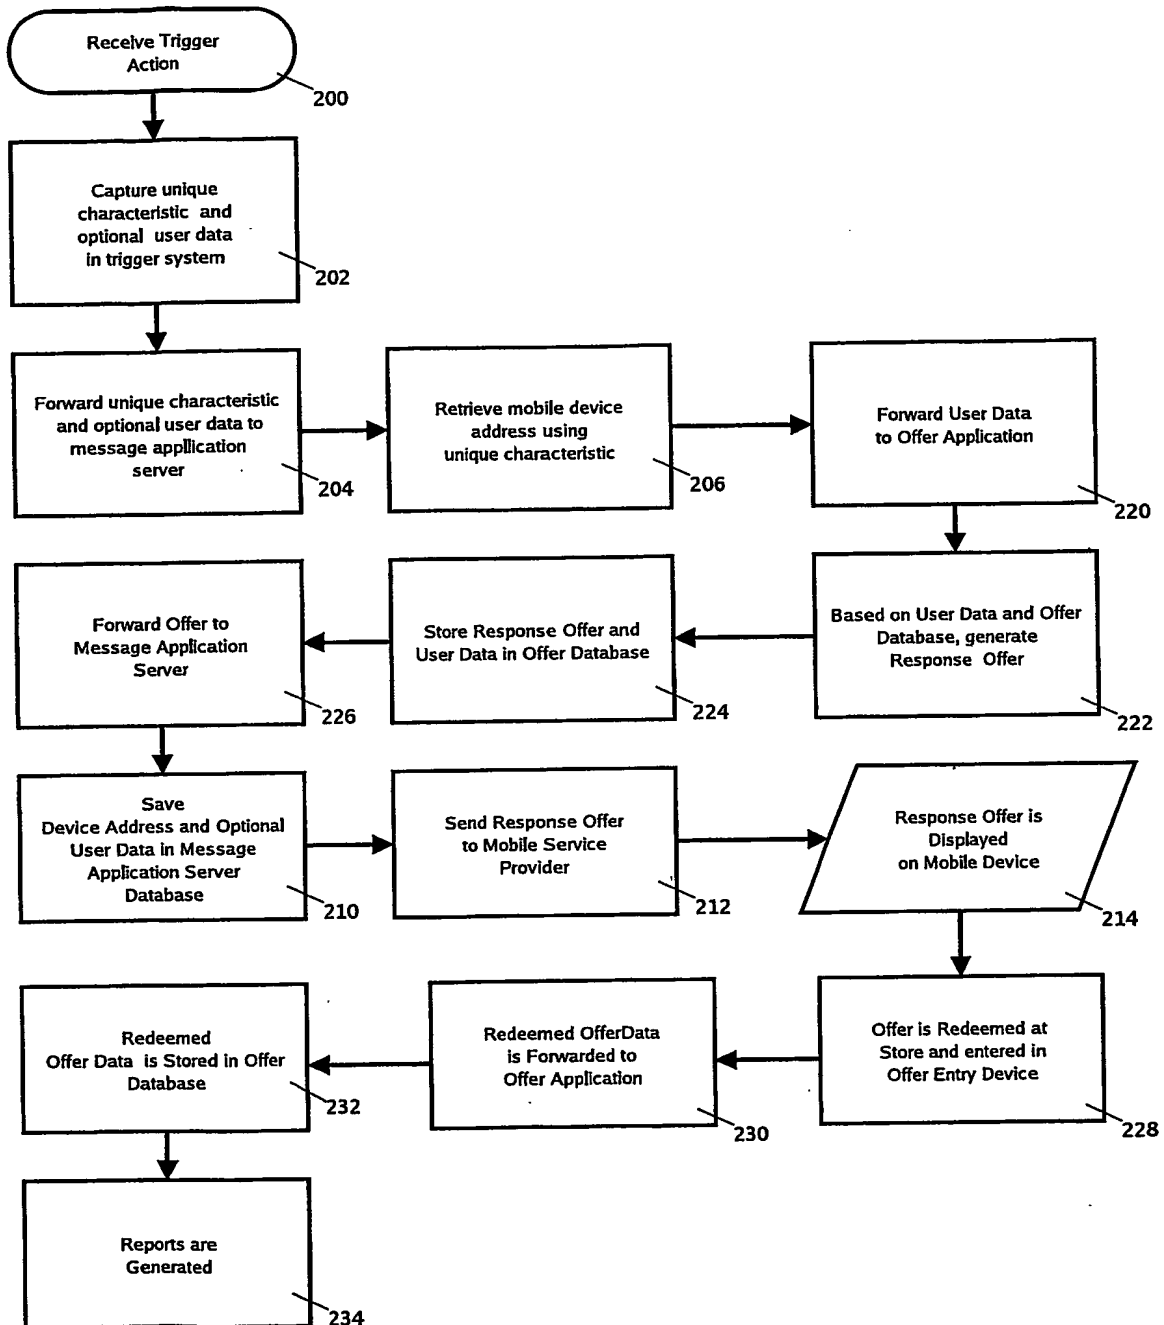 Receive Trigger
Action
200
Capture unique
characteristic and
optional user data
in trigger system
202
Forward unique characteristic
and optional user data to
message application
server
204
Retrieve mobile device
address using
unique characteristic
206
Forward User Data
to Offer Application
220
Based on User Data and Offer
Database, generate
Response Offer
222
Store Response Offer and
User Data in Offer Database
224
Forward Offer to
Message Application
Server
226
Save
Device Address and Optional
User Data in Message
Application Server
Database
210
Send Response Offer
to Mobile Service
Provider
212
Response Offer is
Displayed
on Mobile Device
214
Offer is Redeemed at
Store and entered in
Offer Entry Device
228
Redeemed OfferData
is Forwarded to
Offer Application
230
Redeemed
Offer Data is Stored in Offer
Database
232
Reports are
Generated
234